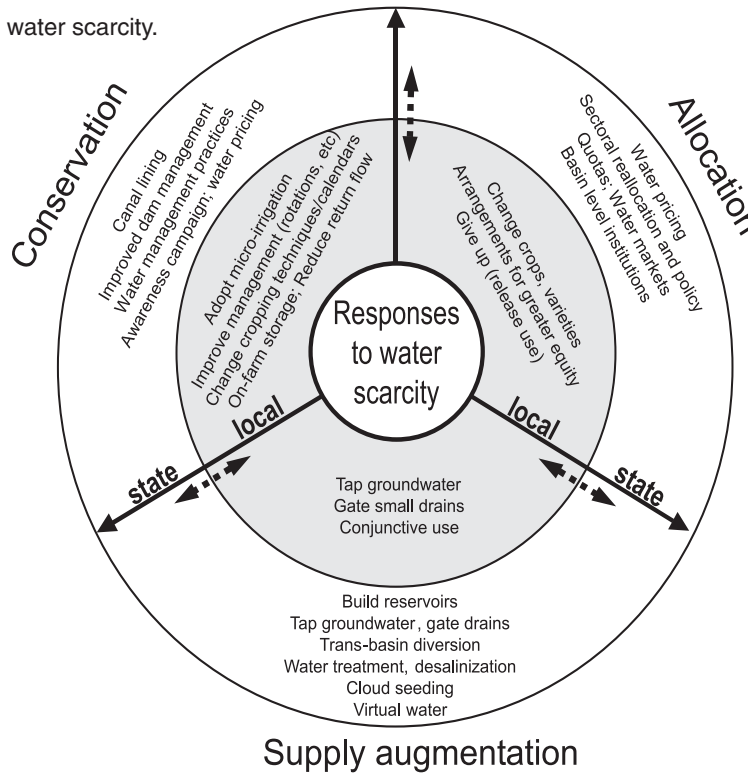 water scarcity.
Conservation
Canal lining
Improved dam management
Water management practices
Awareness campaign; water pricing
Adopt micro-irrigation
Improve management (rotations, etc)
Change cropping techniques/calendars
On-farm storage; Reduce return flow
Allocation
Water pricing
Sectoral reallocation and policy
Quotas; Water markets
Basin level institutions
Change crops, varieties
Arrangements for greater equity
Give up (release use)
Responses
to water
scarcity
local
state
local
state
Tap groundwater
Gate small drains
Conjunctive use
Build reservoirs
Tap groundwater, gate drains
Trans-basin diversion
Water treatment, desalinization
Cloud seeding
Virtual water
Supply augmentation